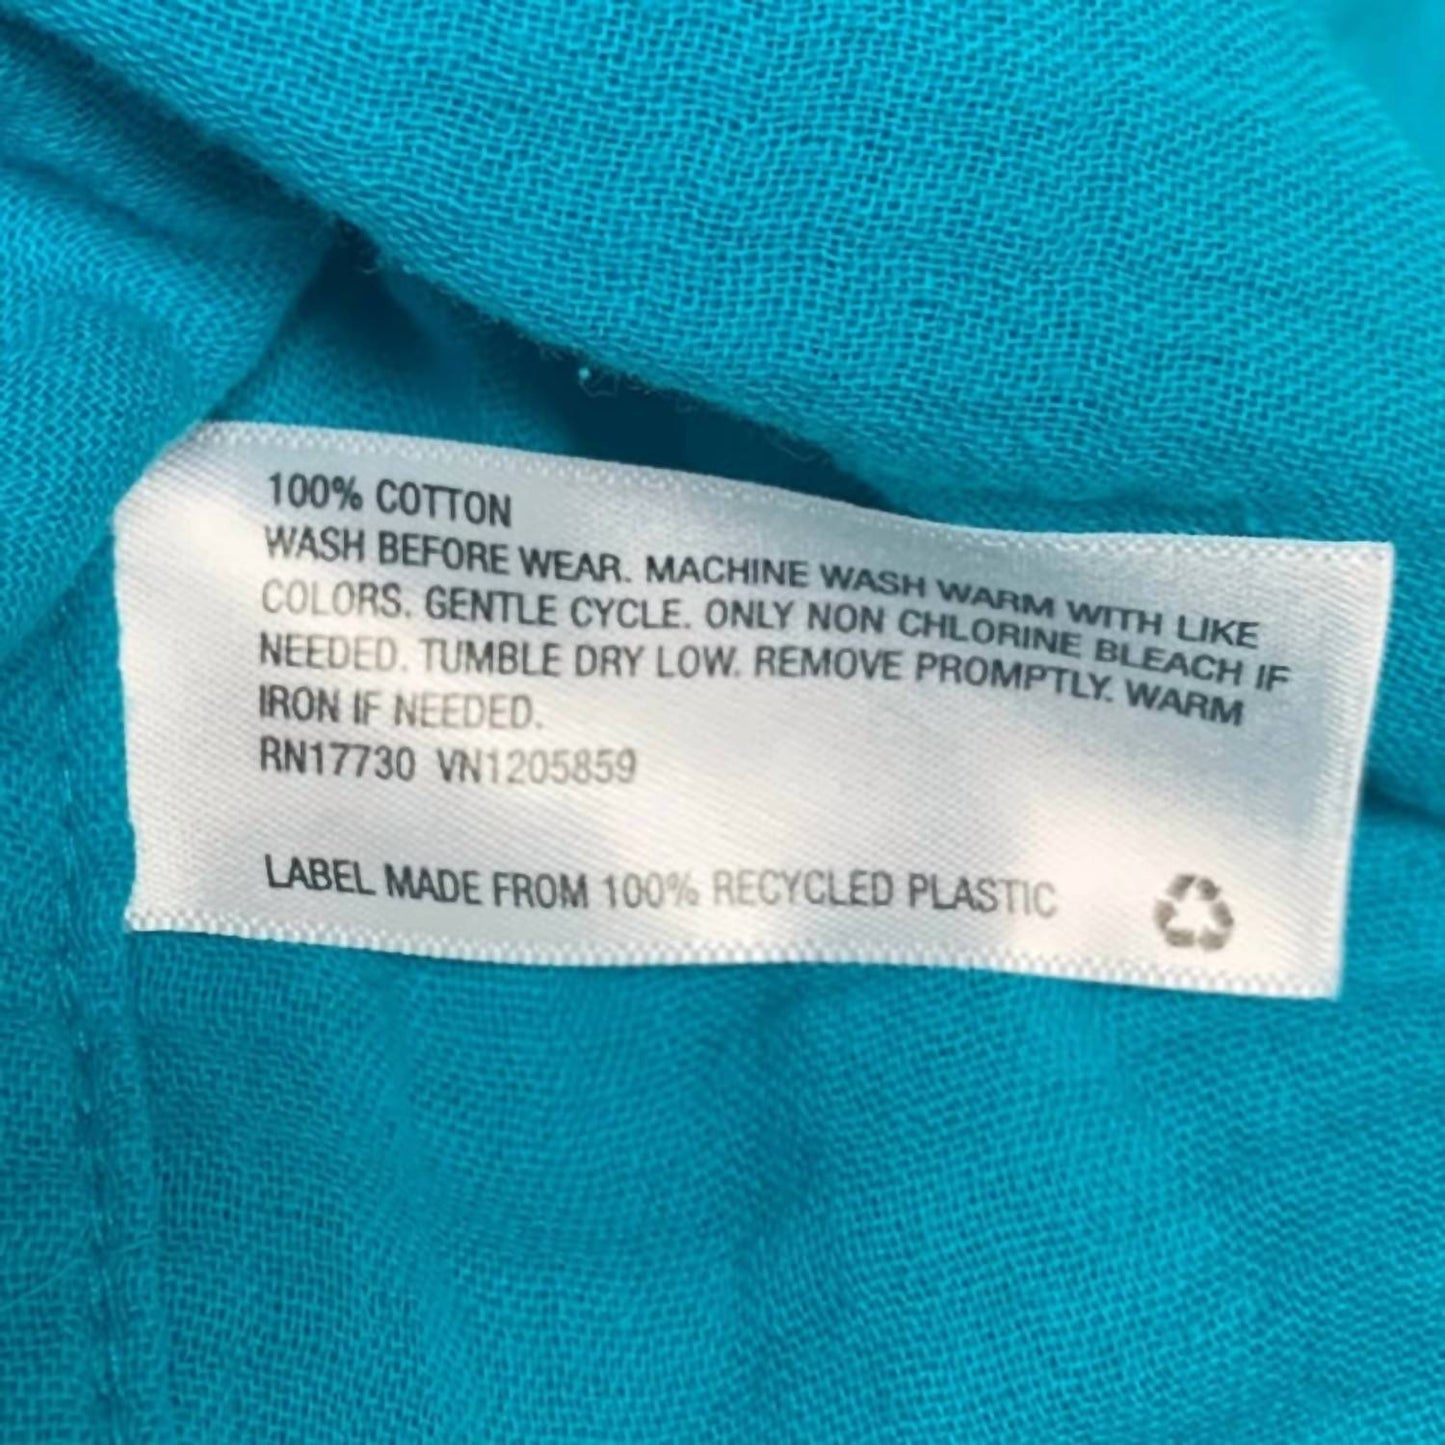 100% COTTON
WASH BEFORE WEAR. MACHINE WASH WARM WITH LIKE
COLORS. GENTLE CYCLE. ONLY NON CHLORINE BLEACH IF
NEEDED. TUMBLE DRY LOW. REMOVE PROMPTLY. WARM
IRON IF NEEDED.
RN17730 VN1205859
LABEL MADE FROM 100% RECYCLED PLASTIC